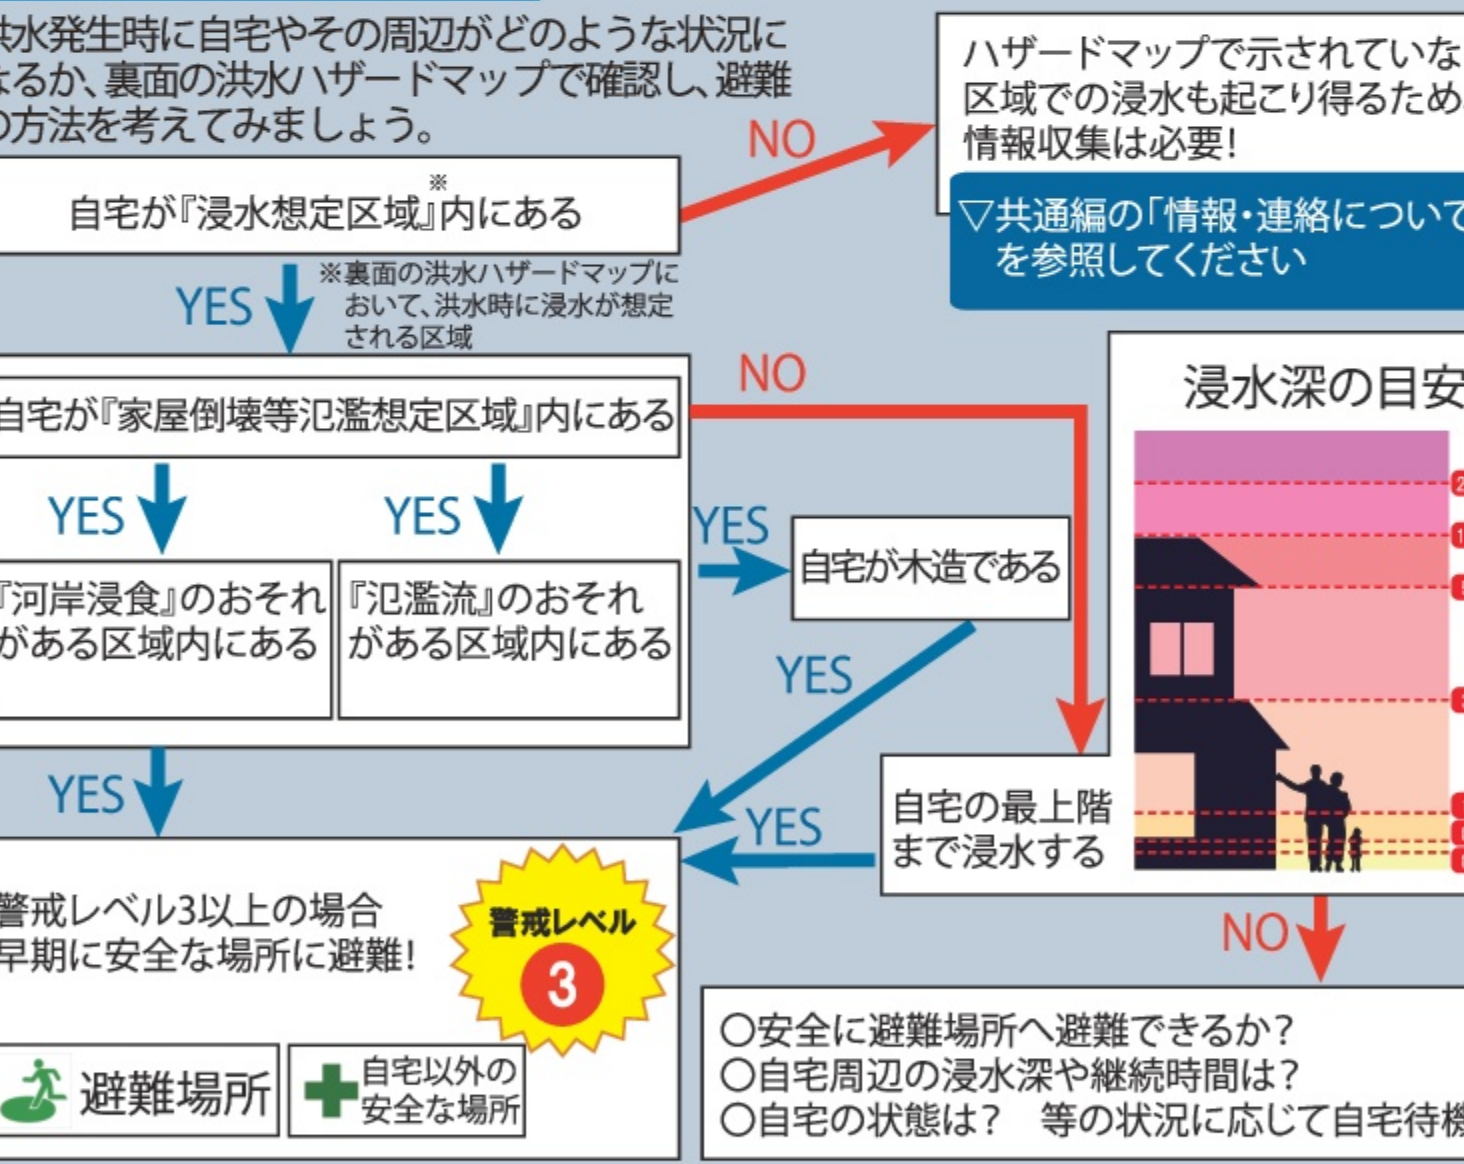 洪水発生時に自宅やその周辺がどのような状況に
なるか、裏面の洪水ハザードマップで確認し、避難
の方法を考えてみましょう。
NO
ハザードマップで示されていな
区域での浸水も起こり得るため
情報収集は必要!
▽共通編の「情報・連絡について
を参照してください
※
自宅が『浸水想定区域』内にある
YES
※裏面の洪水ハザードマップに
おいて、洪水時に浸水が想定
される区域
自宅が『家屋倒壊等氾濫想定区域』内にある
NO
YES
YES
『河岸浸食』のおそれ
がある区域内にある
『氾濫流』のおそれ
がある区域内にある
YES
自宅が木造である
YES
浸水深の目安
自宅の最上階
まで浸水する
YES
YES
NO
警戒レベル3以上の場合
早期に安全な場所に避難!
警戒レベル
3
避難場所
自宅以外の
安全な場所
○安全に避難場所へ避難できるか?
○自宅周辺の浸水深や継続時間は?
○自宅の状態は? 等の状況に応じて自宅待機